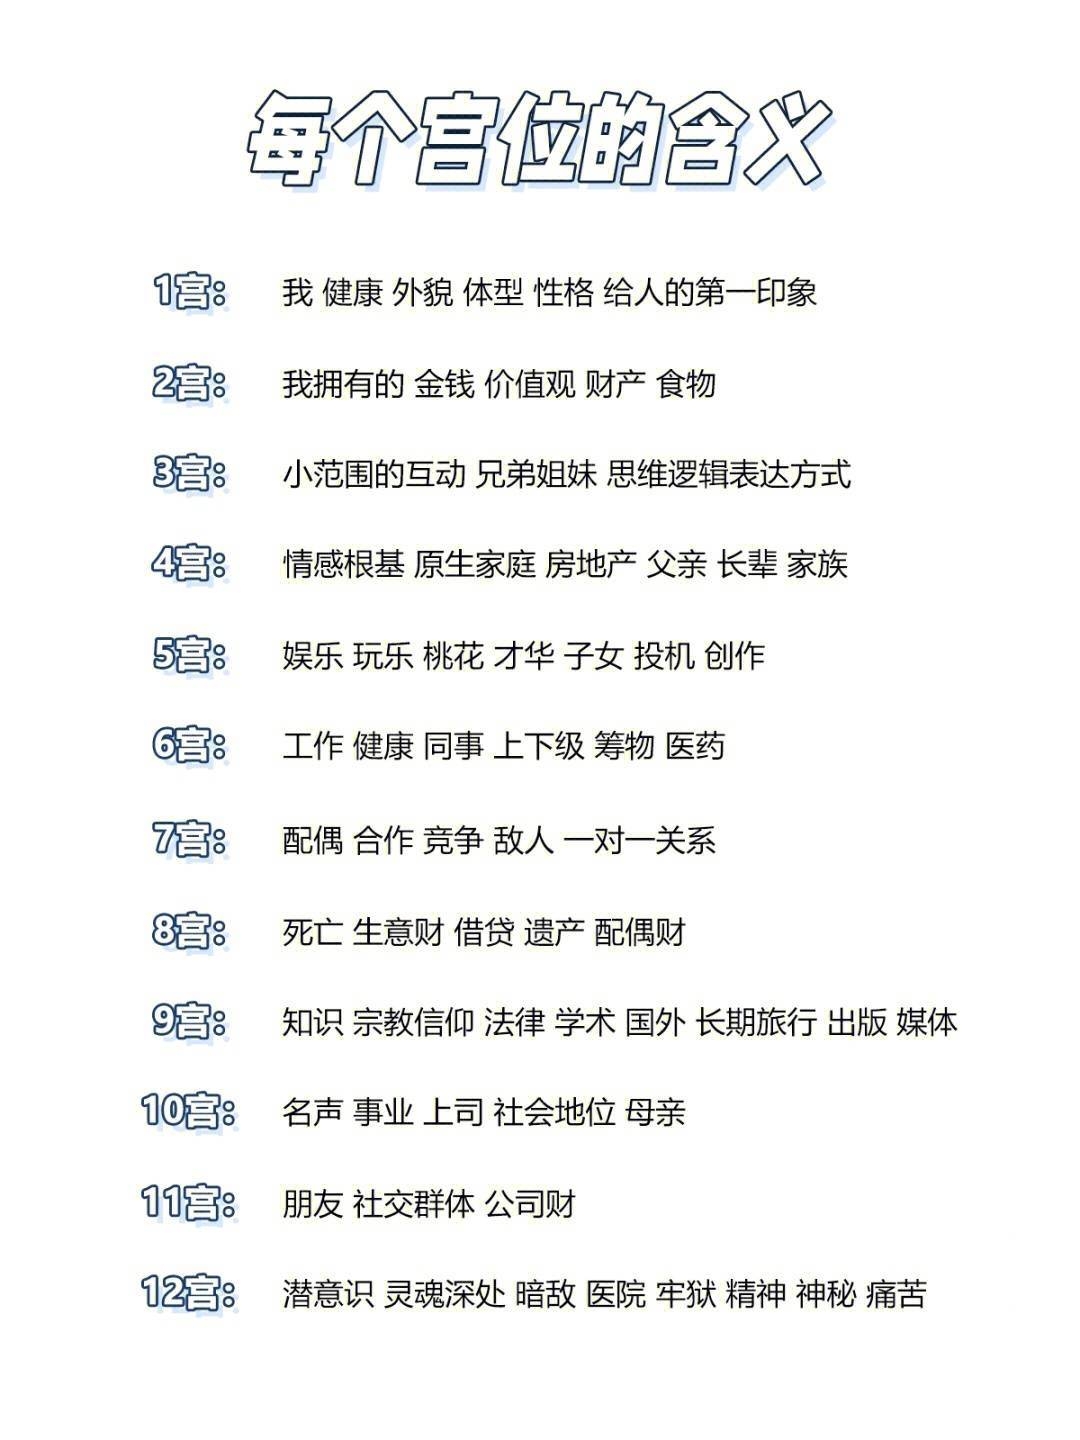 每个宫位的含义
1宫： 我 健康 外貌 体型 性格 给人的第一印象
2宫： 我拥有的 金钱 价值观 财产 食物
3宫： 小范围的互动 兄弟姐妹 思维逻辑表达方式
4宫： 情感根基 原生家庭 房地产 父亲 长辈 家族
5宫： 娱乐 玩乐 桃花 才华 子女 投机 创作
6宫： 工作 健康 同事 上下级 筹物 医药
7宫： 配偶 合作 竞争 敌人 一对一关系
8宫： 死亡 生意财 借贷 遗产 配偶财
9宫： 知识 宗教信仰 法律 学术 国外 长期旅行 出版 媒体
10宫： 名声 事业 上司 社会地位 母亲
11宫： 朋友 社交群体 公司财
12宫： 潜意识 灵魂深处 暗敌 医院 牢狱 精神 神秘 痛苦